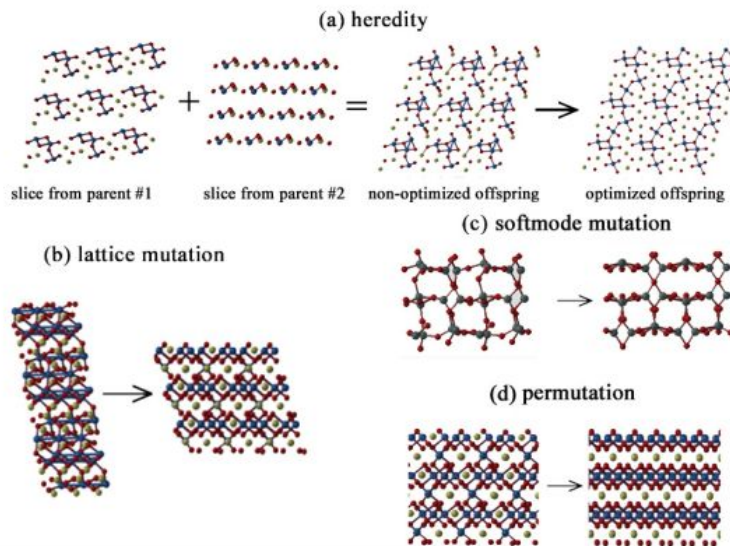 (a) heredity
+
=
slice from parent #1
slice from parent #2
non-optimized offspring
optimized offspring
(c) softmode mutation
(b) lattice mutation
(d) permutation